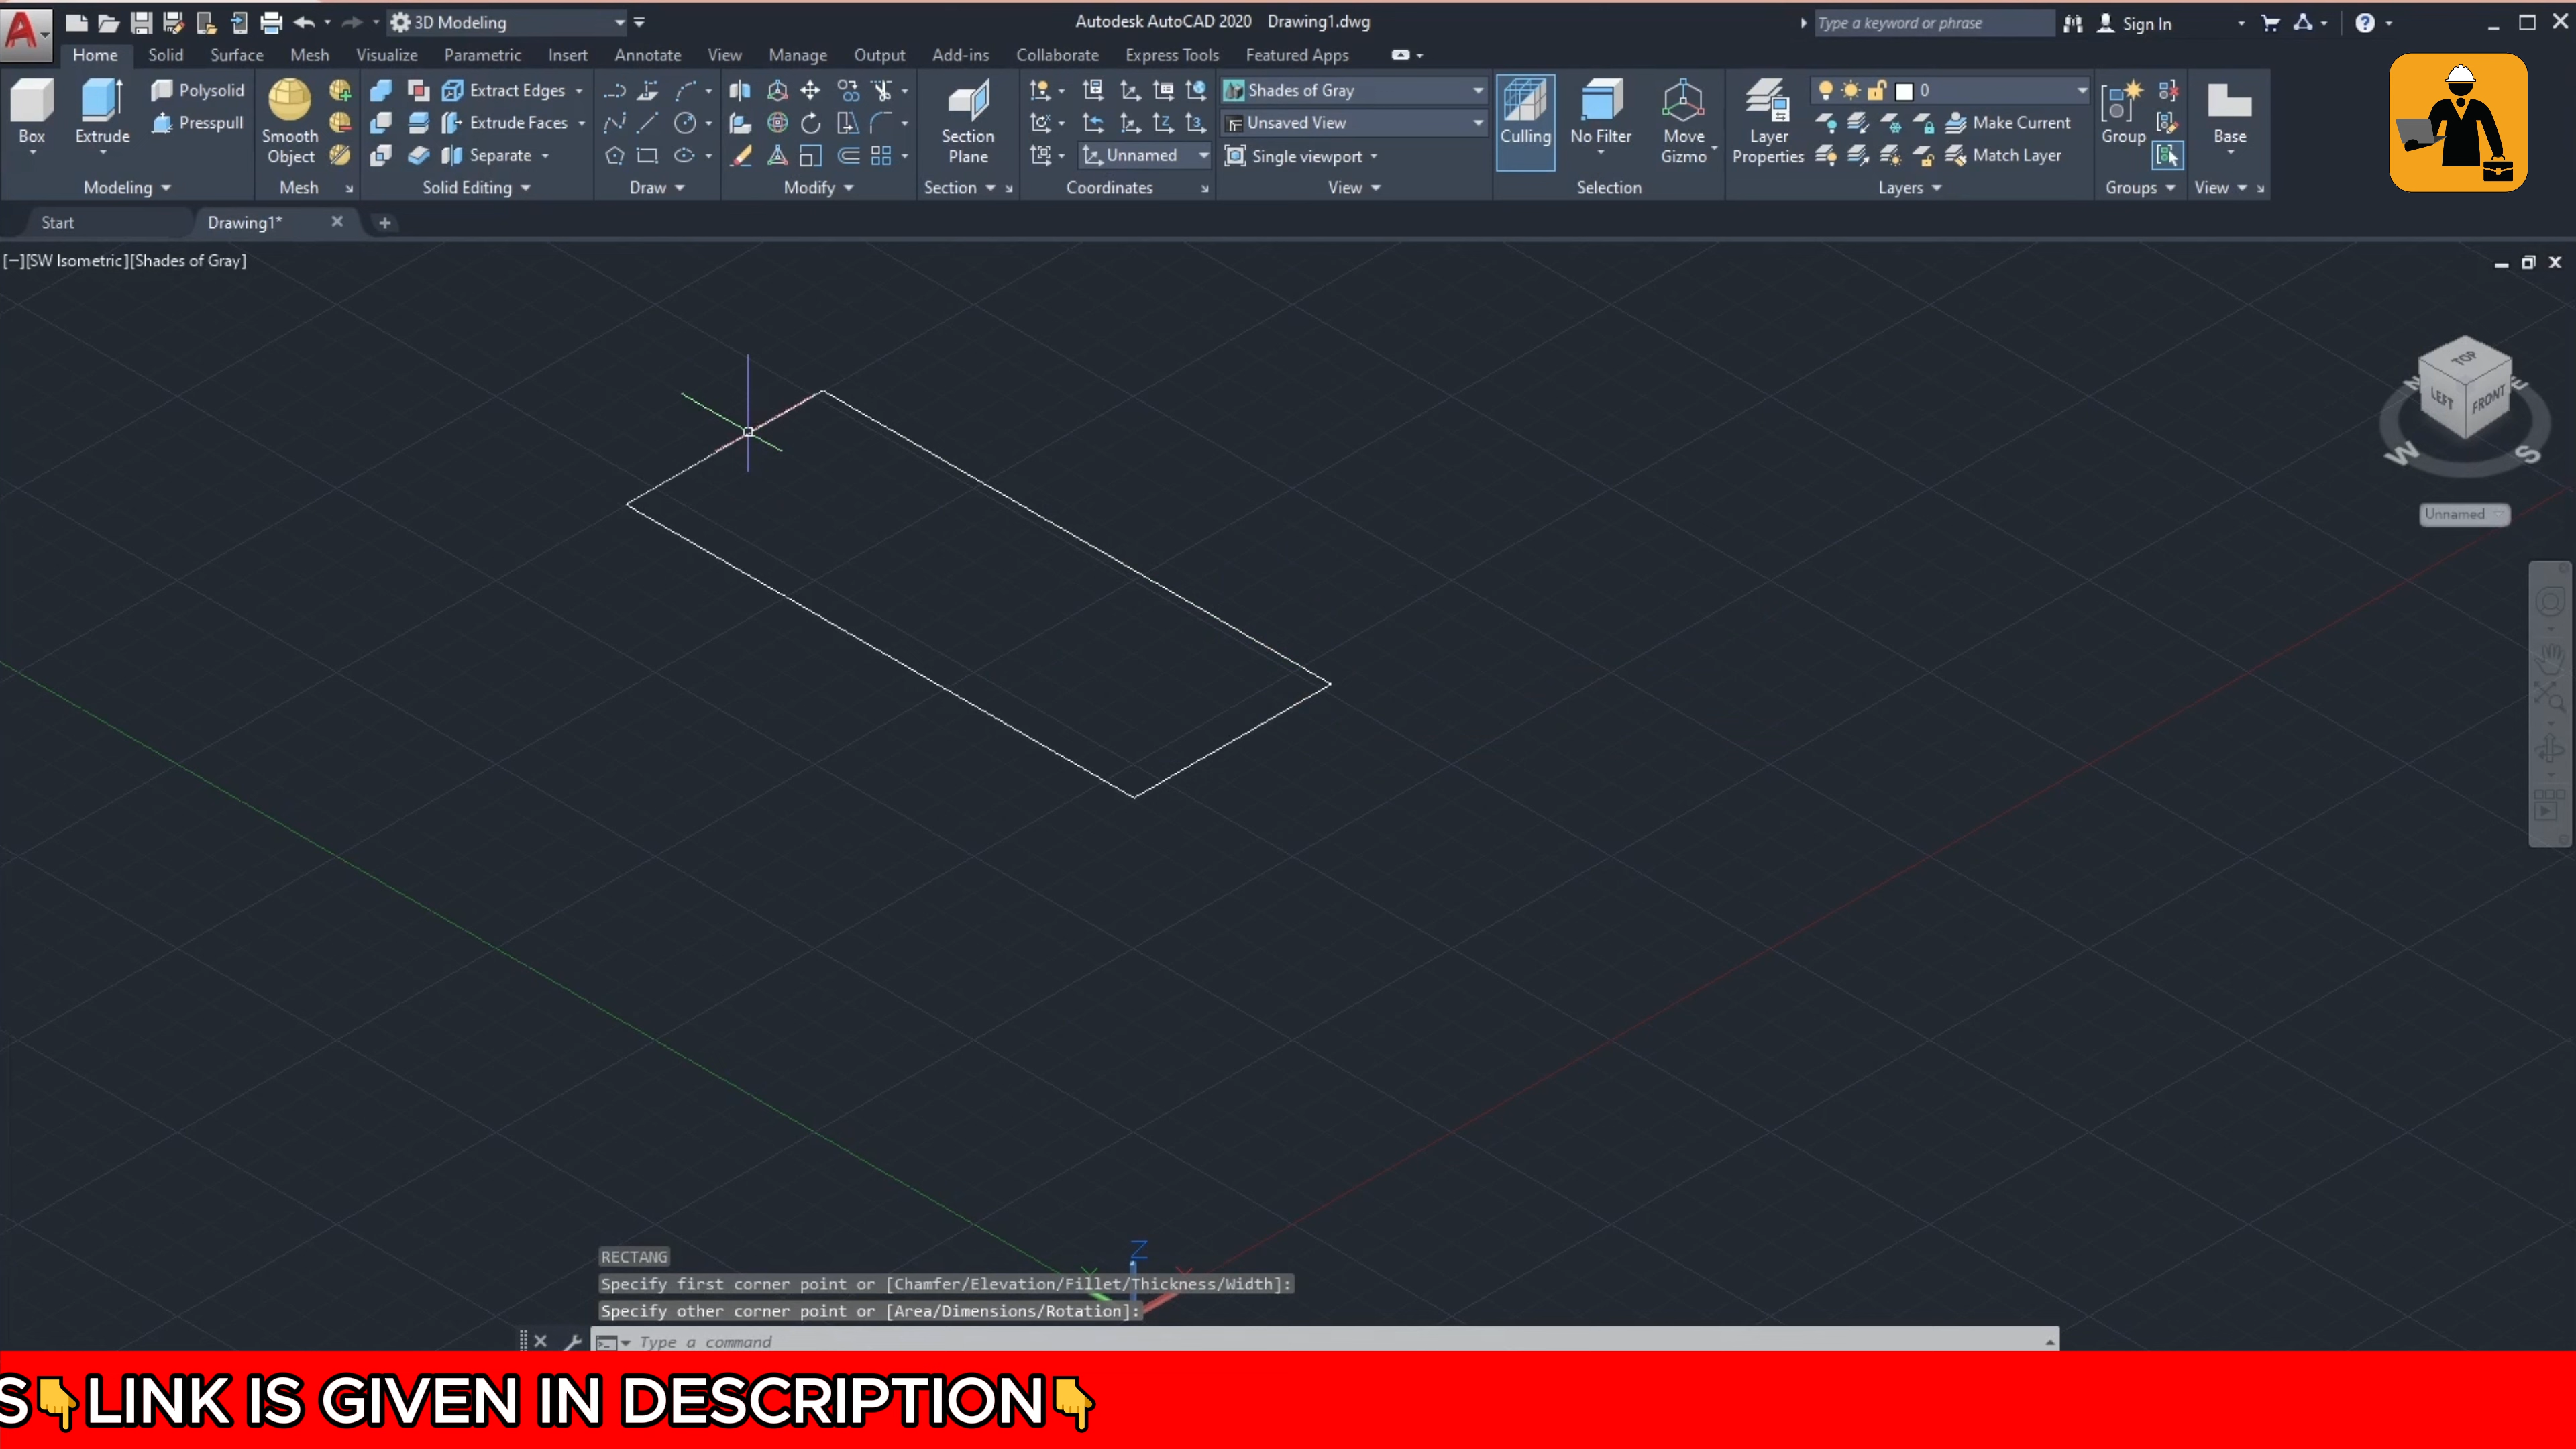 3D Modeling
Autodesk AutoCAD 2020 Drawing1.dwg
Type a keyword or phrase
Sign In
Home Solid Surface Mesh Visualize Parametric Insert Annotate View Manage Output Add-ins Collaborate Express Tools Featured Apps
Box
Extrude
Polysolid
Presspull
Modeling
Smooth
Object
Mesh
Extract Edges
Extrude Faces
Separate
Solid Editing
Draw
Modify
Section
Plane
Section
Unnamed
Coordinates
Shades of Gray
Unsaved View
Single viewport
View
Culling
No Filter
Move
Gizmo
Selection
Layer
Properties
0
Make Current
Match Layer
Layers
Group
Groups
Base
View
Start
Drawing1*
[−][SW Isometric][Shades of Gray]
TOP
LEFT
FRONT
N
E
W
S
Unnamed
Z
RECTANG
Specify first corner point or [Chamfer/Elevation/Fillet/Thickness/Width]:
Specify other corner point or [Area/Dimensions/Rotation]:
Type a command
S👇LINK IS GIVEN IN DESCRIPTION👇